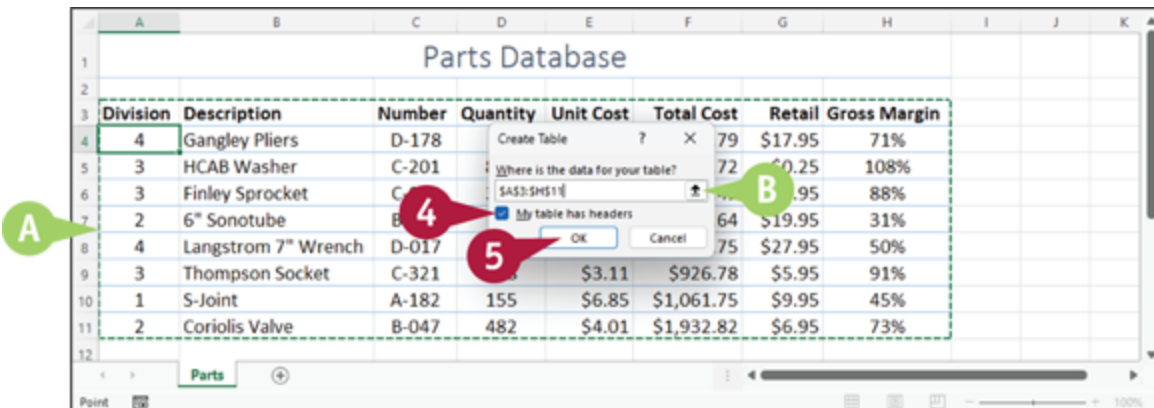 A B C D E F G H I J K
1 Parts Database
2
3 Division Description Number Quantity Unit Cost Total Cost Retail Gross Margin
4 4 Gangley Pliers D-178 Create Table ? × 79 $17.95 71%
5 3 HCAB Washer C-201 Where is the data for your table? 72 $0.25 108%
3 Finley Sprocket C- $A$3:$H$11 B .95 88%
A 2 6" Sonotube 4 My table has headers 64 $19.95 31%
8 4 Langstrom 7" Wrench D-017 5 OK Cancel 75 $27.95 50%
9 3 Thompson Socket C-321 $3.11 $926.78 $5.95 91%
10 1 S-Joint A-182 155 $6.85 $1,061.75 $9.95 45%
11 2 Coriolis Valve B-047 482 $4.01 $1,932.82 $6.95 73%
12
Parts
Point 100%